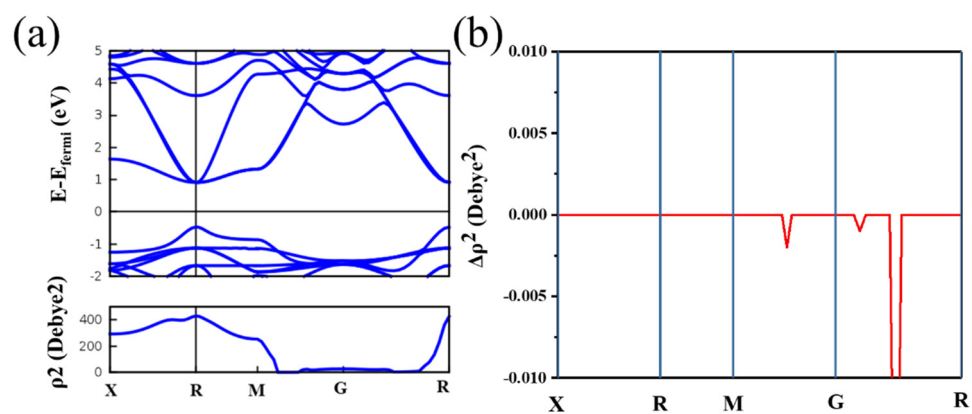 (a)
5
4
3
2
1
0
-1
-2
E-Efermi (eV)
400
200
0
ρ2 (Debye2)
X R M G R
(b)
0.010
0.005
0.000
-0.005
-0.010
Δρ² (Debye²)
X R M G R